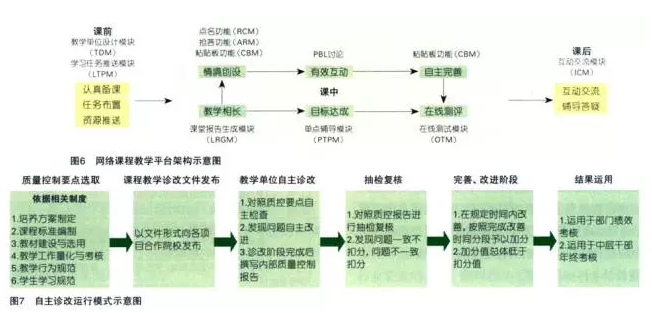 课前
教学单位设计模块
(TDM)
学习任务推送模块
(LTPM)
认真备课
任务布置
资源推送
点名功能(RCM)
抢答功能(ARM)
粘贴板功能(CBM)
情境创设
PBL讨论
有效互动
粘贴板功能(CBM)
自主完善
课中
教学相长
课堂报告生成模块
(LRGM)
目标达成
单点辅导模块
(PTPM)
在线测评
在线测试模块
(OTM)
课后
互动交流模块
(ICM)
互动交流
辅导答疑
图6 网络课程教学平台架构示意图
质量控制要点选取
依据相关制度
1.培养方案制定
2.课程标准编制
3.教材建设与选用
4.教学工作量化与考核
5.教学行为规范
6.学生学习规范
课程教学诊改文件发布
以文件形式向各项
目合作院校发布
教学单位自主诊改
1.对照质控要点自
主检查
2.发现问题自主改
进
3.诊改阶段完成后
撰写内部质量控制
报告
抽检复核
1.对照质控报告进
行抽检复核
2.发现问题一致不
扣分,问题不一致
扣分
完善、改进阶段
1.在规定时间内改
善,按照完成改善
时间分段予以加分
2.加分值总体低于
扣分值
结果运用
1.运用于部门绩效
考核
2.运用于中层干部
年终考核
图7 自主诊改运行模式示意图